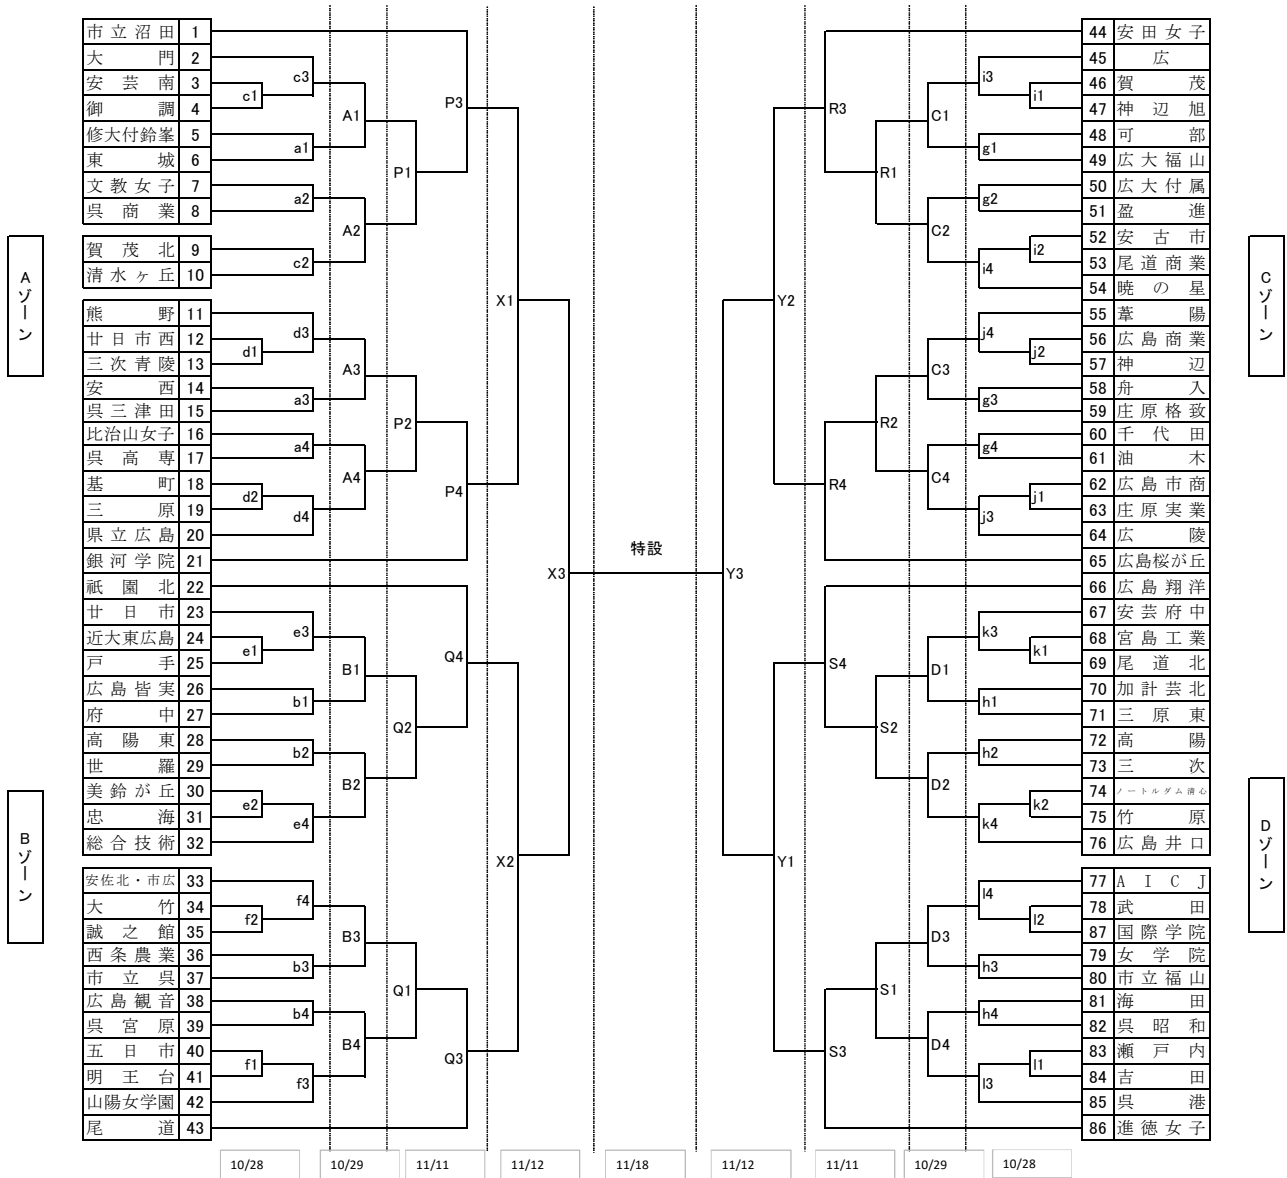 市立沼田 1
大門 2
安芸南 3
御調 4
修大付鈴峯 5
東城 6
文教女子 7
呉商業 8
賀茂北 9
清水ヶ丘 10
熊野 11
廿日市西 12
三次青陵 13
安西 14
呉三津田 15
比治山女子 16
呉高専 17
基町 18
三原 19
県立広島 20
銀河学院 21
祇園北 22
廿日市 23
近大東広島 24
戸手 25
広島皆実 26
府中 27
高陽東 28
世羅 29
美鈴が丘 30
忠海 31
総合技術 32
安佐北・市広 33
大竹 34
誠之館 35
西条農業 36
市立呉 37
広島観音 38
呉宮原 39
五日市 40
明王台 41
山陽女学園 42
尾道 43
Aゾーン
Bゾーン
c3
c1
a1
a2
c2
d3
d1
a3
a4
d2
d4
e3
e1
b1
b2
e2
e4
f4
f2
b3
b4
f1
f3
A1
A2
A3
A4
B1
B2
B3
B4
P3
P1
P2
P4
Q4
Q2
Q1
Q3
X1
X3
X2
特設
Y2
Y3
Y1
R3
R1
R2
R4
S4
S2
S1
S3
C1
C2
C3
C4
D1
D2
D3
D4
i3
i1
g1
g2
i2
i4
j4
j2
g3
g4
j1
j3
k3
k1
h1
h2
k2
k4
l4
l2
h3
h4
l1
l3
44 安田女子
45 広
46 賀茂
47 神辺旭
48 可部
49 広大福山
50 広大付属
51 盈進
52 安古市
53 尾道商業
54 暁の星
55 葦陽
56 広島商業
57 神辺
58 舟入
59 庄原格致
60 千代田
61 油木
62 広島市商
63 庄原実業
64 広陵
65 広島桜が丘
66 広島翔洋
67 安芸府中
68 宮島工業
69 尾道北
70 加計芸北
71 三原東
72 高陽
73 三次
74 ノートルダム清心
75 竹原
76 広島井口
77 AICJ
78 武田
87 国際学院
79 女学院
80 市立福山
81 海田
82 呉昭和
83 瀬戸内
84 吉田
85 呉港
86 進徳女子
Cゾーン
Dゾーン
10/28 10/29 11/11 11/12 11/18 11/12 11/11 10/29 10/28